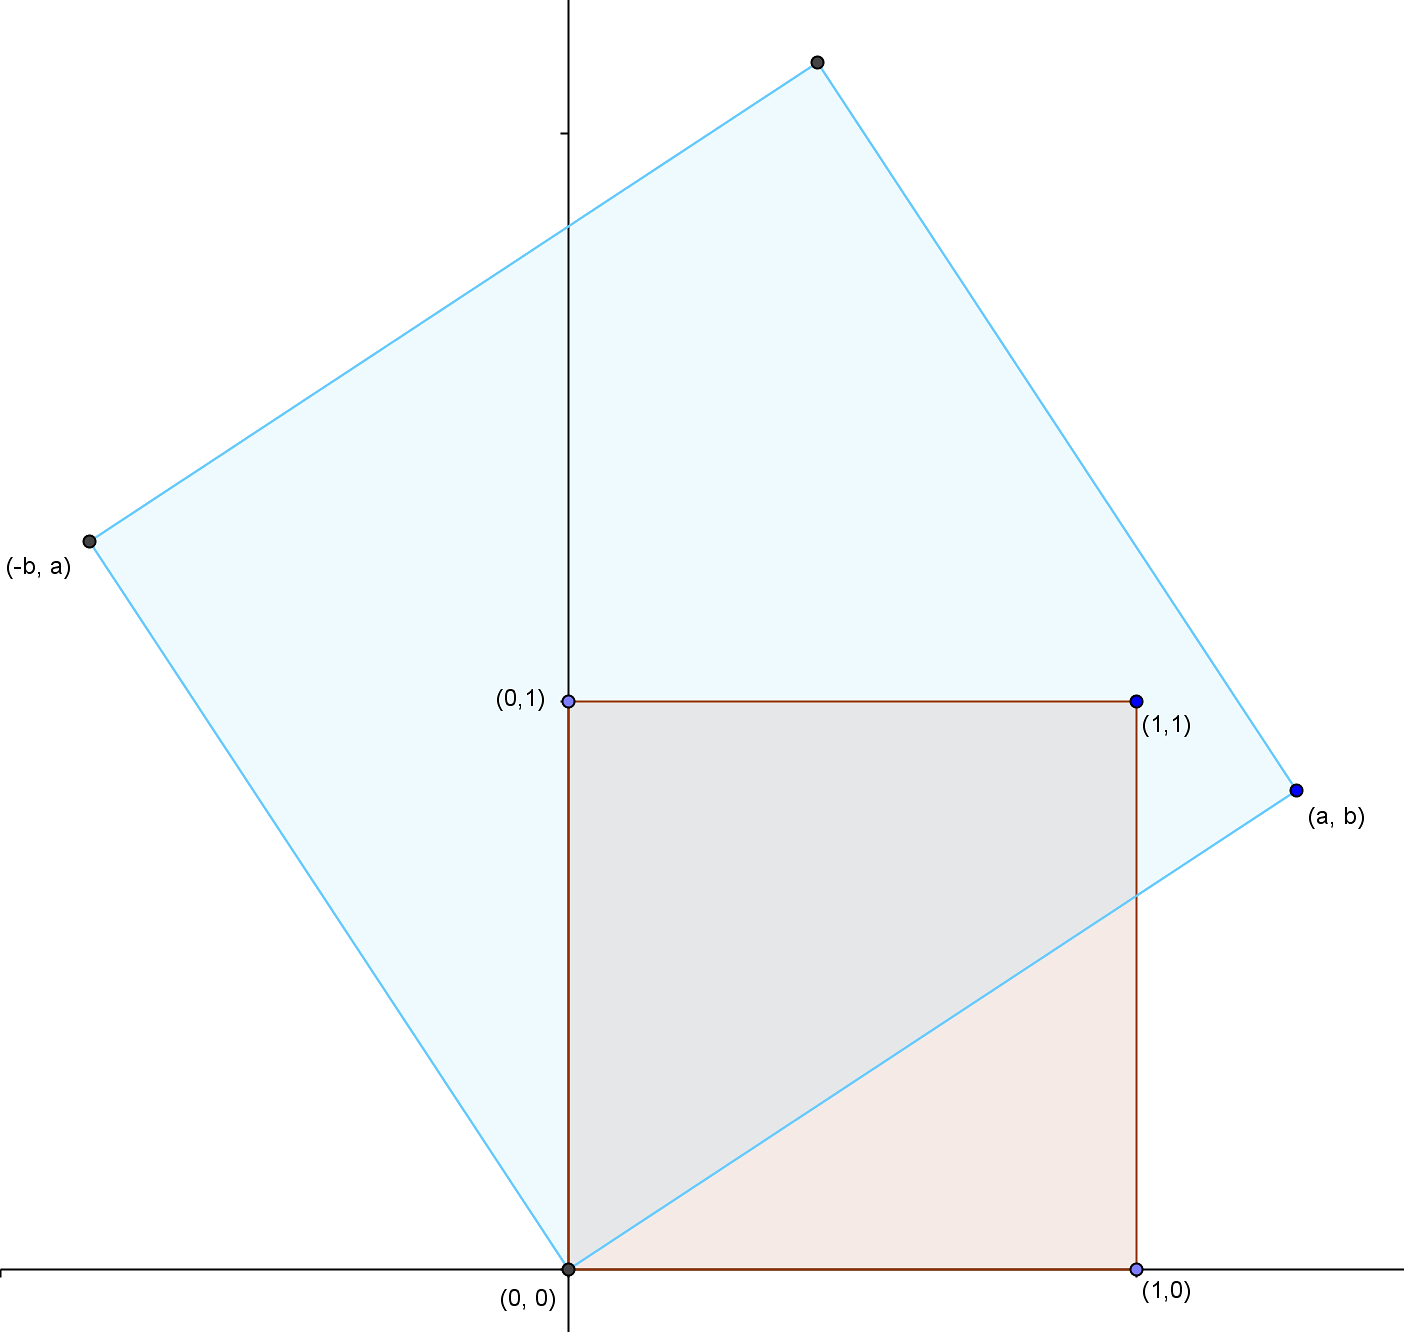 (-b, a)
(0,1)
(1,1)
(a, b)
(0, 0)
(1,0)